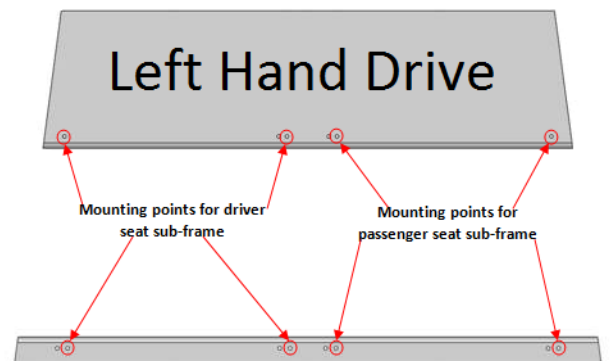 Left Hand Drive
Mounting points for driver
seat sub-frame
Mounting points for
passenger seat sub-frame